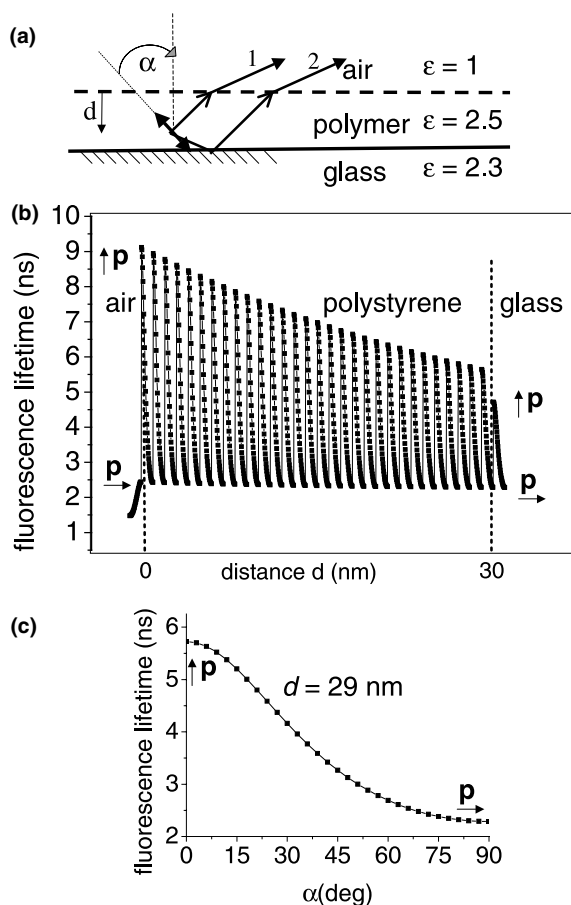 (a)
α
1
2
air ε = 1
d
polymer ε = 2.5
glass ε = 2.3
(b)
fluorescence lifetime (ns)
10
9
8
7
6
5
4
3
2
1
p
air
polystyrene
glass
p
p
p
0
distance d (nm)
30
(c)
fluorescence lifetime (ns)
6
5
4
3
2
p
d = 29 nm
p
0 15 30 45 60 75 90
α(deg)